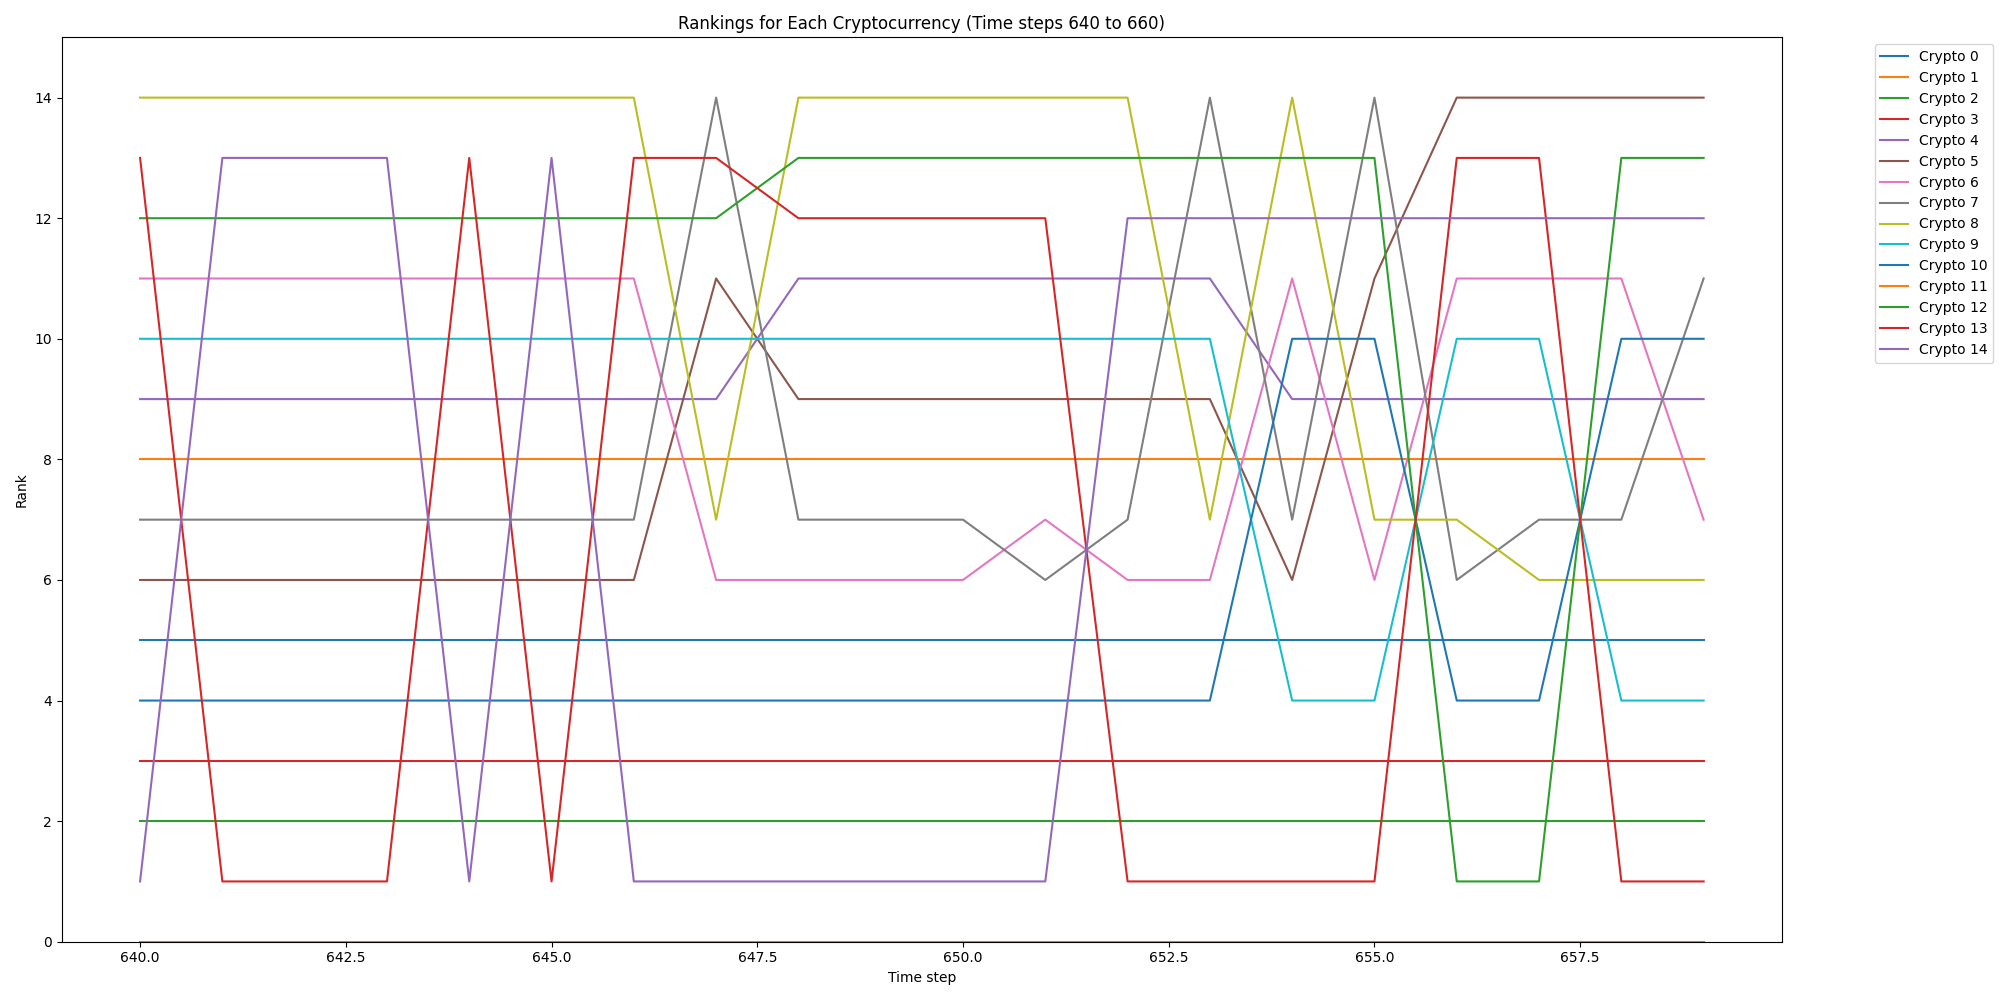 Rankings for Each Cryptocurrency (Time steps 640 to 660)
Crypto 0
Crypto 1
Crypto 2
Crypto 3
Crypto 4
Crypto 5
Crypto 6
Crypto 7
Crypto 8
Crypto 9
Crypto 10
Crypto 11
Crypto 12
Crypto 13
Crypto 14
Rank
14
12
10
8
6
4
2
0
640.0 642.5 645.0 647.5 650.0 652.5 655.0 657.5
Time step